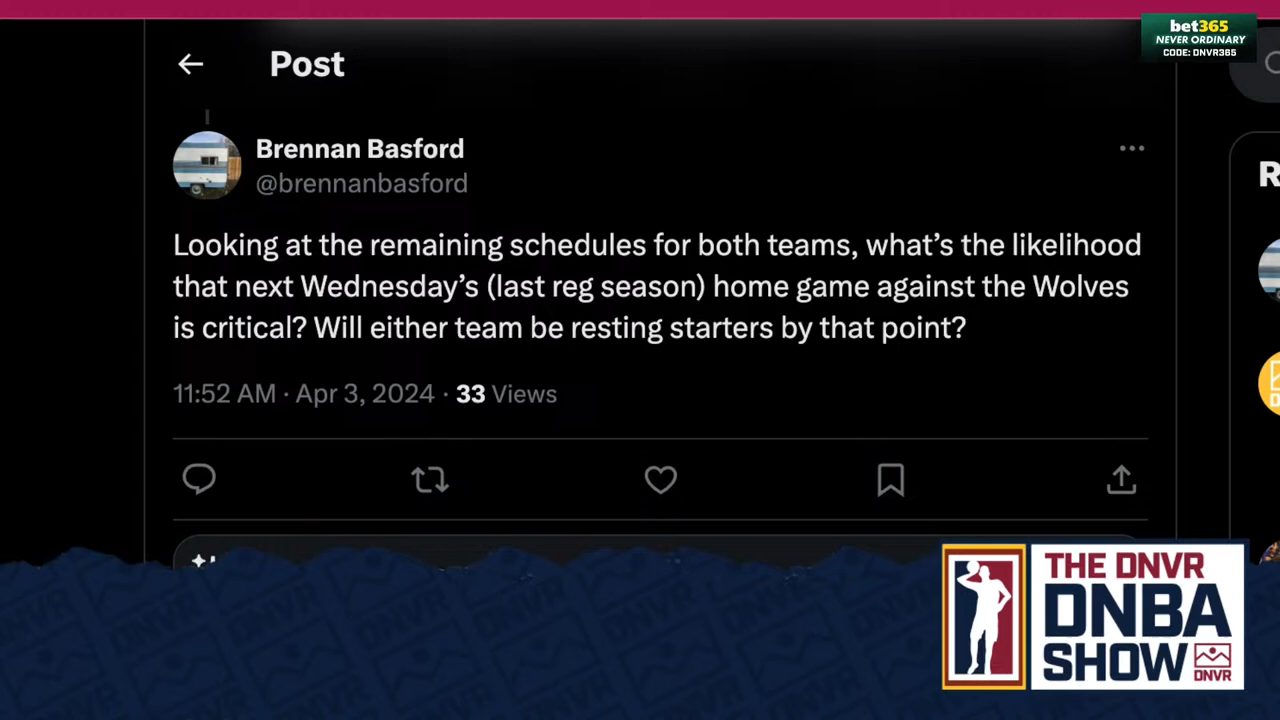 bet365
NEVER ORDINARY
CODE: DNVR365
Post
Brennan Basford
@brennanbasford
Looking at the remaining schedules for both teams, what’s the likelihood
that next Wednesday’s (last reg season) home game against the Wolves
is critical? Will either team be resting starters by that point?
11:52 AM · Apr 3, 2024 · 33 Views
R
THE DNVR
DNBA
SHOW
DNVR